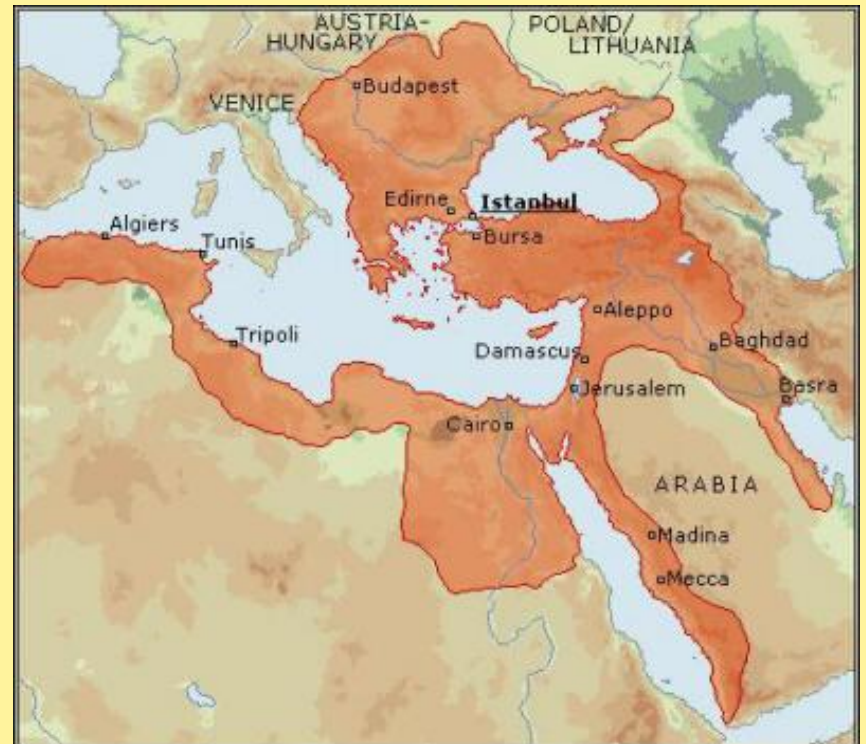 AUSTRIA-
HUNGARY
POLAND/
LITHUANIA
Budapest
VENICE
Edirne
Istanbul
Algiers
Tunis
Bursa
Aleppo
Tripoli
Baghdad
Damascus
Basra
Jerusalem
Cairo
ARABIA
Madina
Mecca